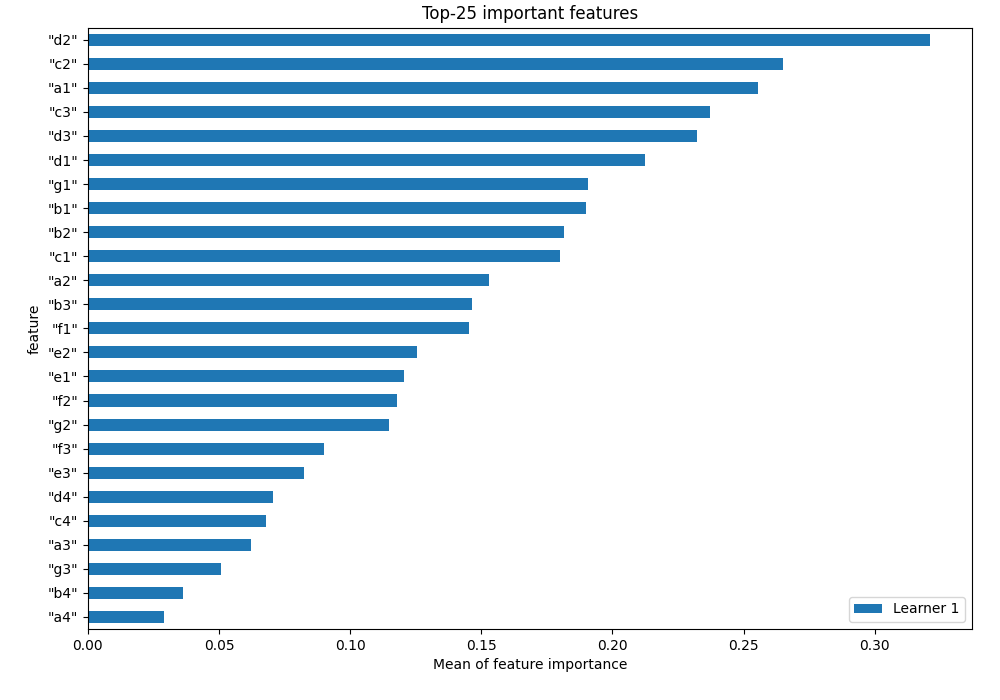 Top-25 important features
"d2"
"c2"
"a1"
"c3"
"d3"
"d1"
"g1"
"b1"
"b2"
"c1"
"a2"
"b3"
"f1"
"e2"
"e1"
"f2"
"g2"
"f3"
"e3"
"d4"
"c4"
"a3"
"g3"
"b4"
"a4"
feature
Learner 1
0.00 0.05 0.10 0.15 0.20 0.25 0.30
Mean of feature importance